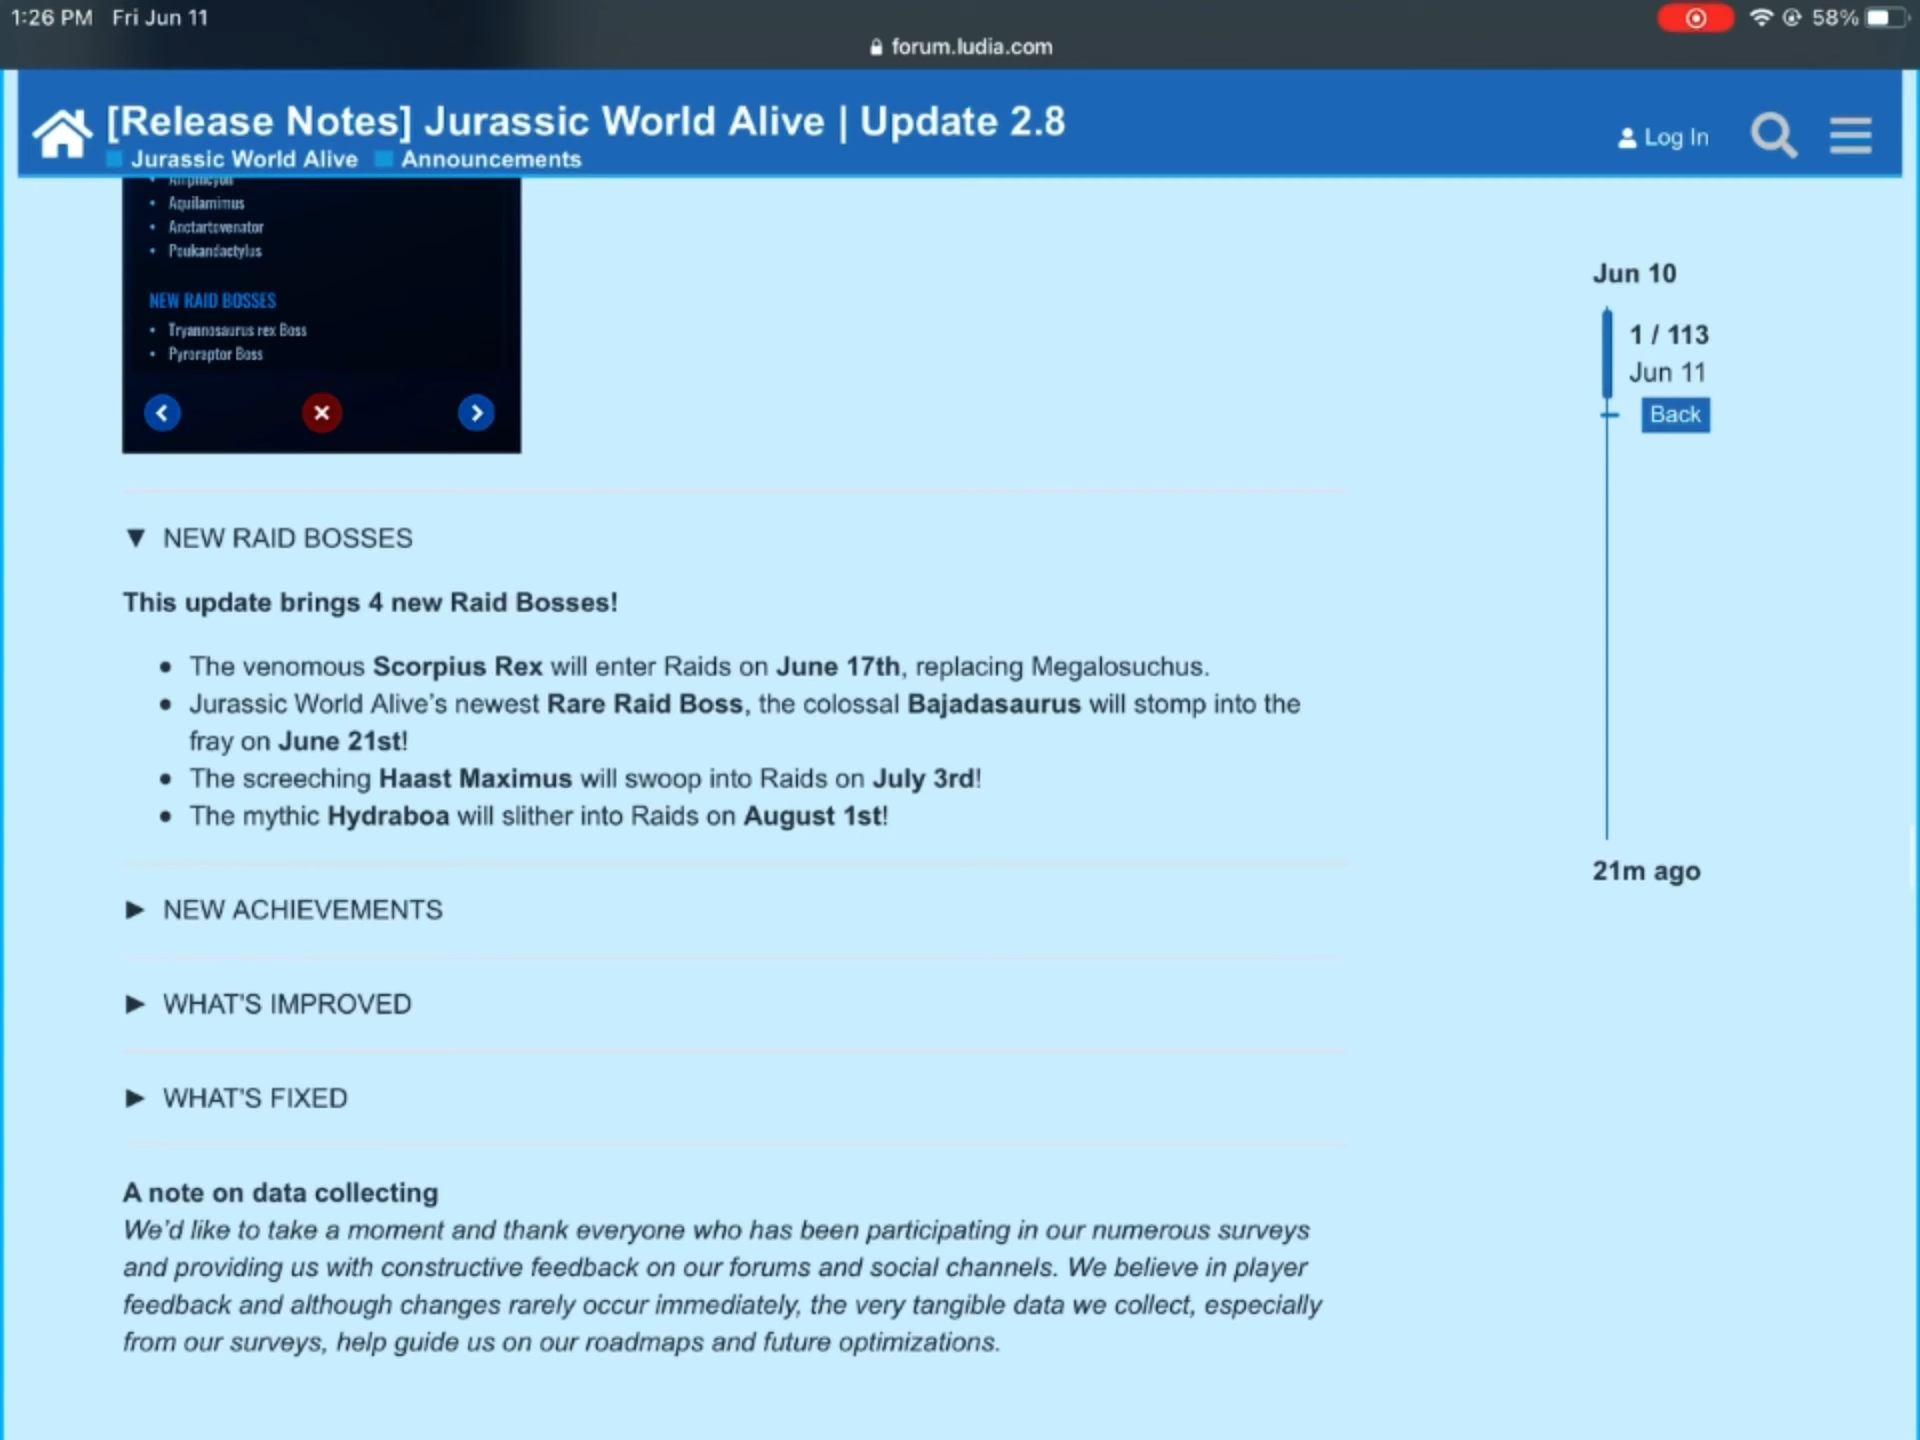 1:26 PM Fri Jun 11
58%
forum.ludia.com
[Release Notes] Jurassic World Alive | Update 2.8
Jurassic World Alive Announcements
Log In
• Aquilamimus
• Anctartovenator
• Poukandactylus
NEW RAID BOSSES
• Tryannosaurus rex Boss
• Pyroraptor Boss
Jun 10
1 / 113
Jun 11
Back
21m ago
▼ NEW RAID BOSSES
This update brings 4 new Raid Bosses!
• The venomous Scorpius Rex will enter Raids on June 17th, replacing Megalosuchus.
• Jurassic World Alive’s newest Rare Raid Boss, the colossal Bajadasaurus will stomp into the
fray on June 21st!
• The screeching Haast Maximus will swoop into Raids on July 3rd!
• The mythic Hydraboa will slither into Raids on August 1st!
▶ NEW ACHIEVEMENTS
▶ WHAT'S IMPROVED
▶ WHAT'S FIXED
A note on data collecting
We’d like to take a moment and thank everyone who has been participating in our numerous surveys
and providing us with constructive feedback on our forums and social channels. We believe in player
feedback and although changes rarely occur immediately, the very tangible data we collect, especially
from our surveys, help guide us on our roadmaps and future optimizations.